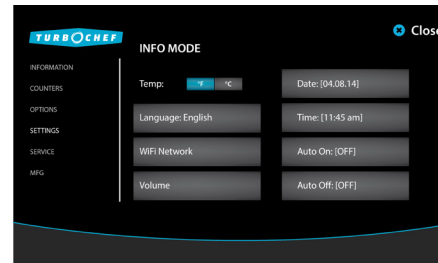 TURBOCHEF
Close
INFO MODE
INFORMATION
COUNTERS
OPTIONS
SETTINGS
SERVICE
MFG
Temp: °F °C
Date: [04.08.14]
Language: English
Time: [11:45 am]
WiFi Network
Auto On: [OFF]
Volume
Auto Off: [OFF]